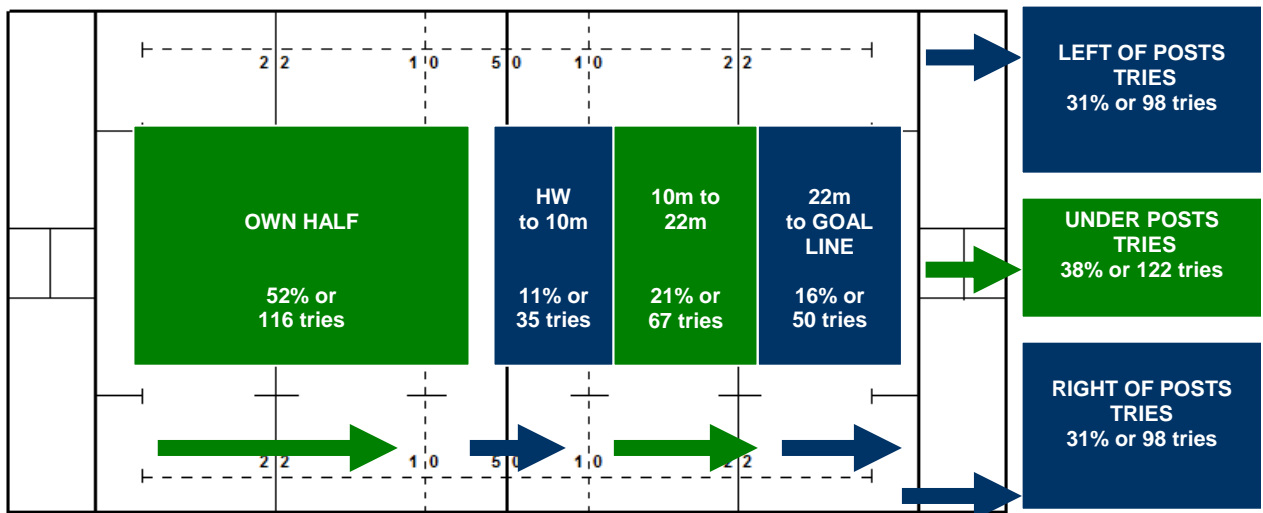 2 2
1 0
5 0
1 0
2 2
LEFT OF POSTS
TRIES
31% or 98 tries
OWN HALF
52% or
116 tries
HW
to 10m
11% or
35 tries
10m to
22m
21% or
67 tries
22m
to GOAL
LINE
16% or
50 tries
UNDER POSTS
TRIES
38% or 122 tries
RIGHT OF POSTS
TRIES
31% or 98 tries
2 2
1 0
5 0
1 0
2 2